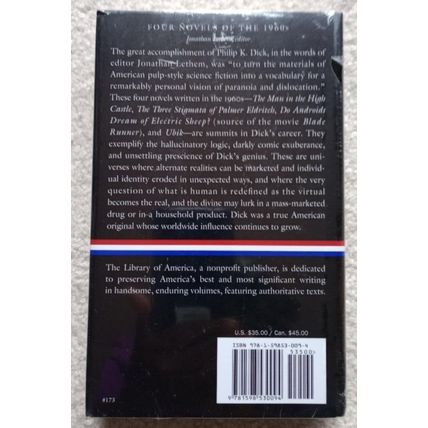 FOUR NOVELS OF THE 1960s
Jonathan Lethem, editor
The great accomplishment of Philip K. Dick, in the words of
editor Jonathan Lethem, was “to turn the materials of
American pulp-style science fiction into a vocabulary for a
remarkably personal vision of paranoia and dislocation.”
These four novels written in the 1960s—The Man in the High
Castle, The Three Stigmata of Palmer Eldritch, Do Androids
Dream of Electric Sheep? (source of the movie Blade
Runner), and Ubik—are summits in Dick’s career. They
exemplify the hallucinatory logic, darkly comic exuberance,
and unsettling prescience of Dick’s genius. These are uni-
verses where alternate realities can be marketed and individ-
ual identity eroded in unexpected ways, and where the very
question of what is human is redefined as the virtual
becomes the real, and the divine may lurk in a mass-marketed
drug or in a household product. Dick was a true American
original whose worldwide influence continues to grow.
The Library of America, a nonprofit publisher, is dedicated
to preserving America’s best and most significant writing
in handsome, enduring volumes, featuring authoritative texts.
U.S. $35.00 / Can. $45.00
ISBN 978-1-59853-009-4
53500
9 781598 530094
#173